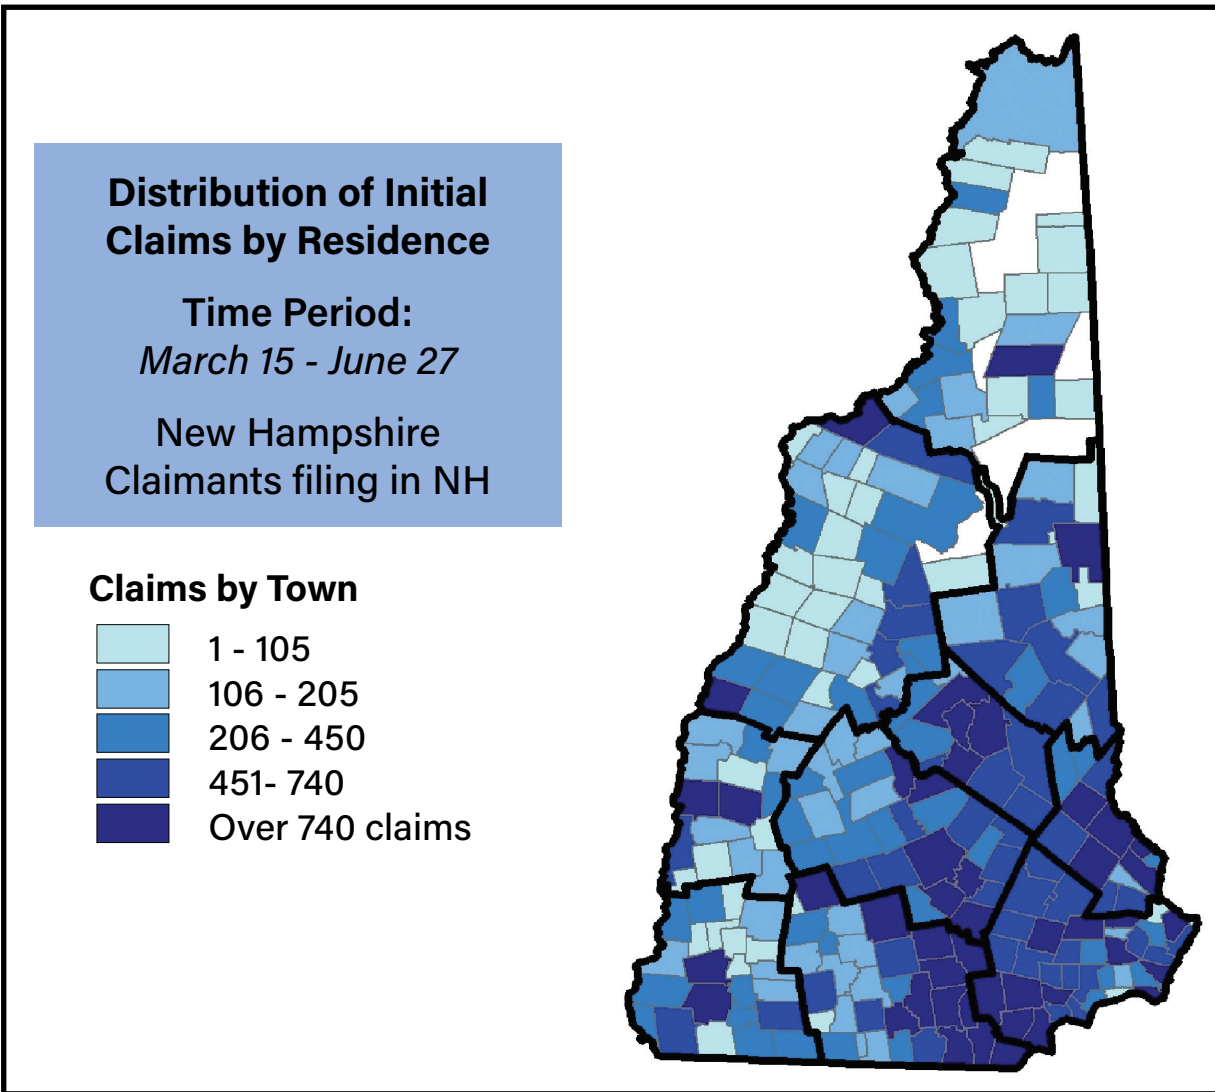 Distribution of Initial
Claims by Residence
Time Period:
March 15 - June 27
New Hampshire
Claimants filing in NH
Claims by Town
1 - 105
106 - 205
206 - 450
451- 740
Over 740 claims